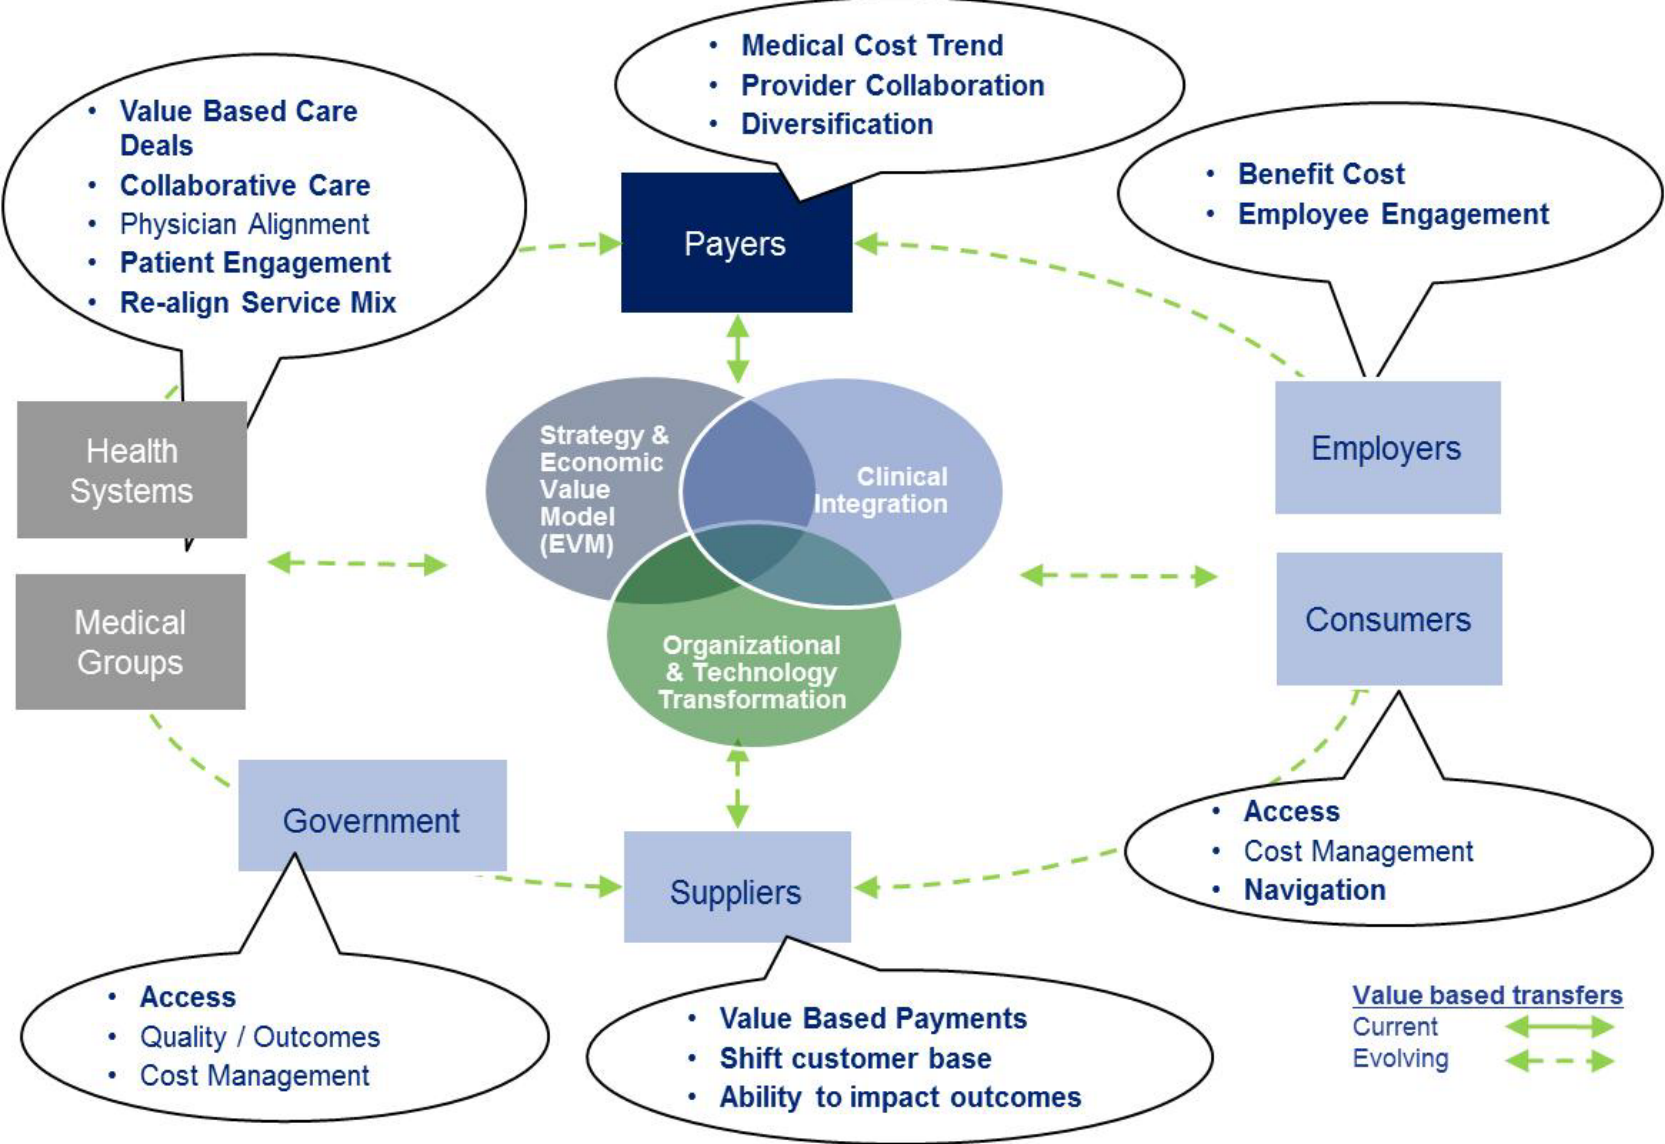 • Medical Cost Trend
• Provider Collaboration
• Diversification
• Value Based Care
Deals
• Collaborative Care
• Physician Alignment
• Patient Engagement
• Re-align Service Mix
• Benefit Cost
• Employee Engagement
Payers
Health
Systems
Strategy &
Economic
Value
Model
(EVM)
Clinical
Integration
Employers
Medical
Groups
Organizational
& Technology
Transformation
Consumers
Government
Suppliers
• Access
• Cost Management
• Navigation
• Access
• Quality / Outcomes
• Cost Management
• Value Based Payments
• Shift customer base
• Ability to impact outcomes
Value based transfers
Current
Evolving